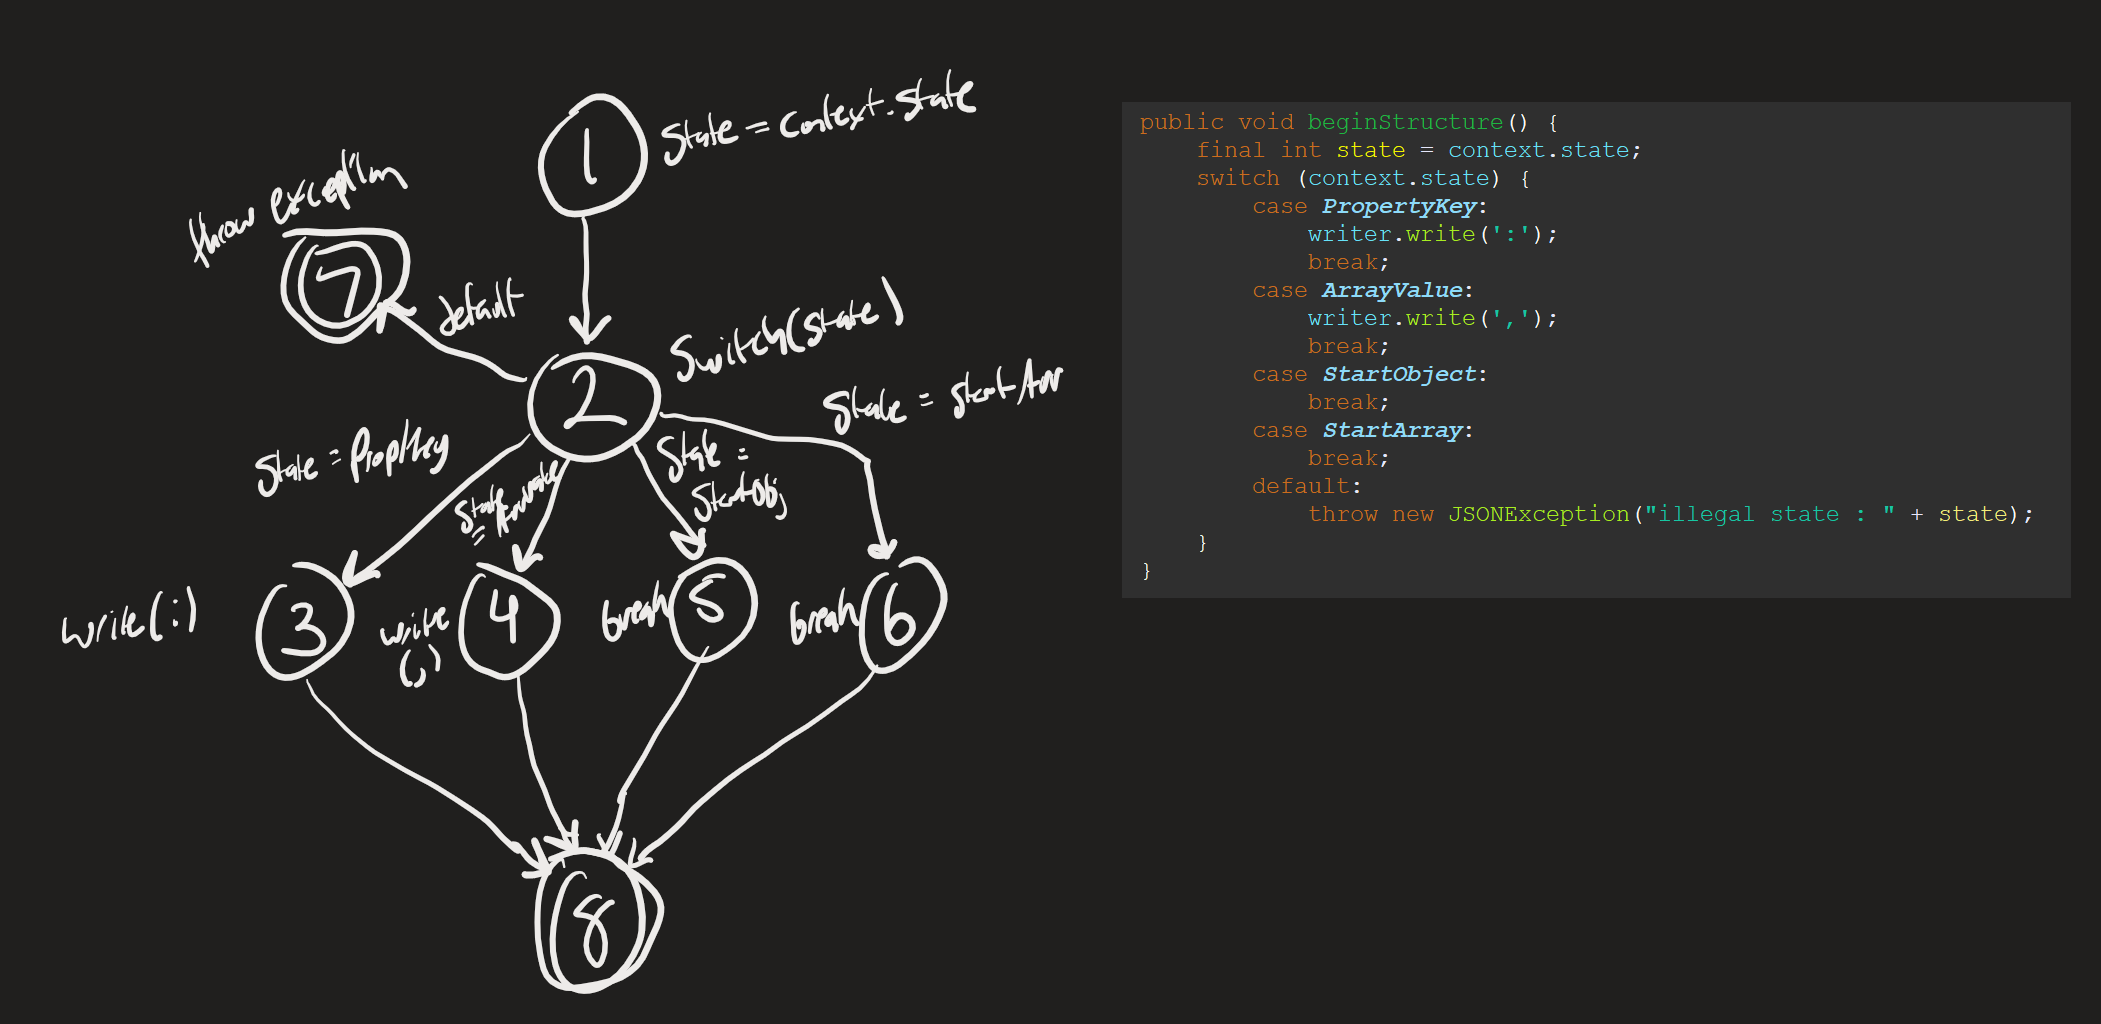 1
State = context.state
throw exception
7
default
2
Switch(state)
State = PropKey
State
=
State =
StartObj
State = startArr
write(:)
3
write
(,)
4
break
5
break
6
8
public void beginStructure() {
final int state = context.state;
switch (context.state) {
case PropertyKey:
writer.write(':');
break;
case ArrayValue:
writer.write(',');
break;
case StartObject:
break;
case StartArray:
break;
default:
throw new JSONException("illegal state : " + state);
}
}